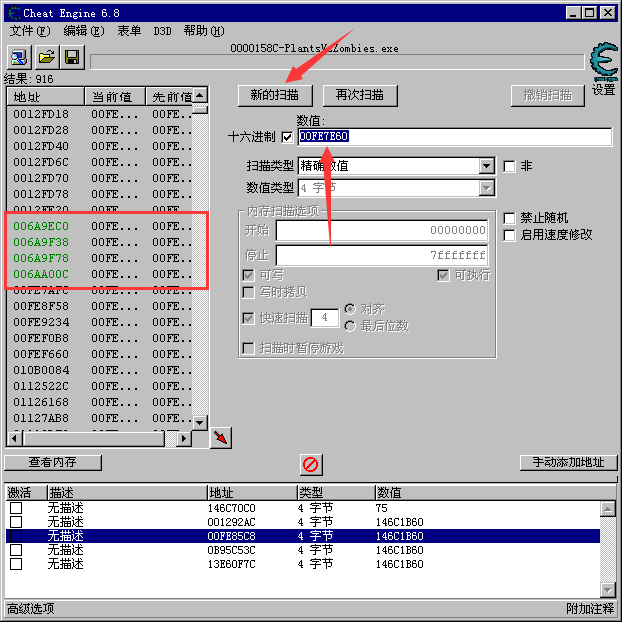 Cheat Engine 6.8
文件(F) 编辑(E) 表单 D3D 帮助(H)
0000158C-PlantsVsZombies.exe
结果: 916
设置
地址 当前值 先前值
0012FD18 00FE... 00FE...
0012FD28 00FE... 00FE...
0012FD40 00FE... 00FE...
0012FD6C 00FE... 00FE...
0012FD70 00FE... 00FE...
0012FD78 00FE... 00FE...
006A9EC0 00FE... 00FE...
006A9F38 00FE... 00FE...
006A9F78 00FE... 00FE...
006AA00C 00FE... 00FE...
00FE7AFC 00FE... 00FE...
00FE8F58 00FE... 00FE...
00FE9234 00FE... 00FE...
00FEF0B8 00FE... 00FE...
00FEF660 00FE... 00FE...
010B0084 00FE... 00FE...
0112522C 00FE... 00FE...
01126168 00FE... 00FE...
01127AB8 00FE... 00FE...
新的扫描 再次扫描 撤销扫描
数值:
十六进制 00FE7E60
扫描类型 精确数值 非
数值类型 4 字节
内存扫描选项
开始 00000000
停止 7fffffff
可写 可执行
写时拷贝
快速扫描 4 对齐
最后位数
扫描时暂停游戏
禁止随机
启用速度修改
查看内存 手动添加地址
激活 描述 地址 类型 数值
无描述 146C70C0 4 字节 75
无描述 001292AC 4 字节 146C1B60
无描述 00FE85C8 4 字节 146C1B60
无描述 0B95C53C 4 字节 146C1B60
无描述 13E60F7C 4 字节 146C1B60
高级选项 附加注释